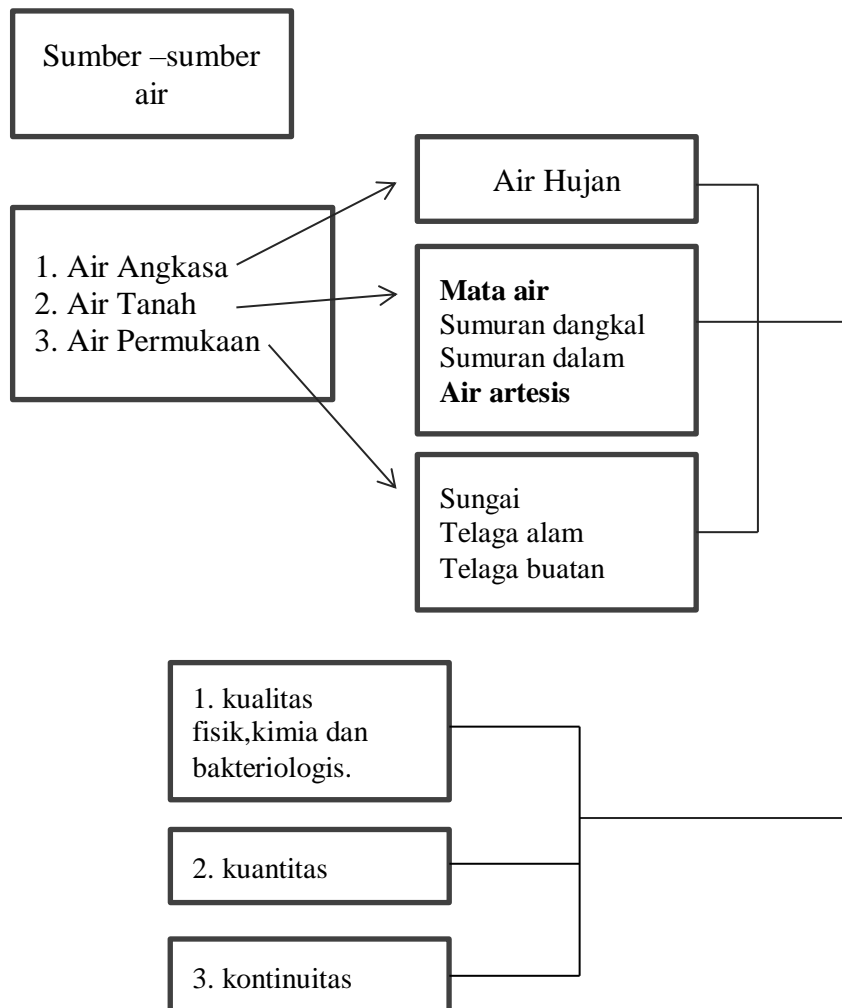 Sumber –sumber
air
Air Hujan
1. Air Angkasa
2. Air Tanah
3. Air Permukaan
Mata air
Sumuran dangkal
Sumuran dalam
Air artesis
Sungai
Telaga alam
Telaga buatan
1. kualitas
fisik,kimia dan
bakteriologis.
2. kuantitas
3. kontinuitas